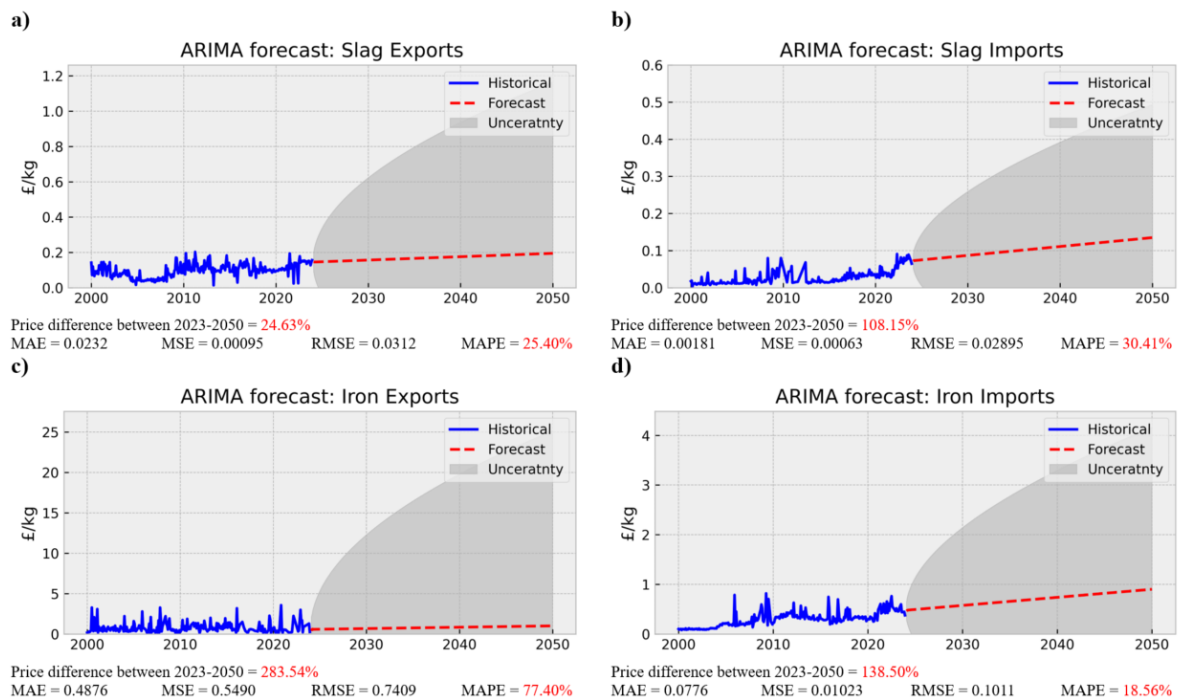 a)
ARIMA forecast: Slag Exports
£/kg
1.2
1.0
0.8
0.6
0.4
0.2
0.0
Historical
Forecast
Unceratnty
2000 2010 2020 2030 2040 2050
Price difference between 2023-2050 = 24.63%
MAE = 0.0232 MSE = 0.00095 RMSE = 0.0312 MAPE = 25.40%
b)
ARIMA forecast: Slag Imports
£/kg
0.6
0.5
0.4
0.3
0.2
0.1
0.0
Historical
Forecast
Unceratnty
2000 2010 2020 2030 2040 2050
Price difference between 2023-2050 = 108.15%
MAE = 0.00181 MSE = 0.00063 RMSE = 0.02895 MAPE = 30.41%
c)
ARIMA forecast: Iron Exports
£/kg
25
20
15
10
5
0
Historical
Forecast
Unceratnty
2000 2010 2020 2030 2040 2050
Price difference between 2023-2050 = 283.54%
MAE = 0.4876 MSE = 0.5490 RMSE = 0.7409 MAPE = 77.40%
d)
ARIMA forecast: Iron Imports
£/kg
4
3
2
1
0
Historical
Forecast
Unceratnty
2000 2010 2020 2030 2040 2050
Price difference between 2023-2050 = 138.50%
MAE = 0.0776 MSE = 0.01023 RMSE = 0.1011 MAPE = 18.56%